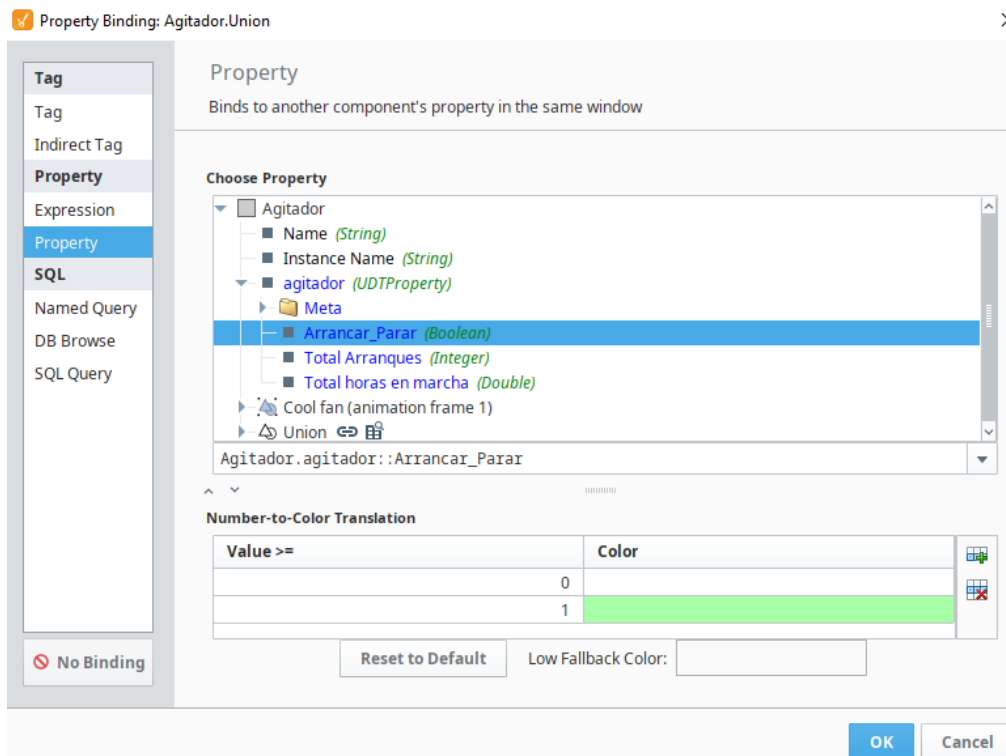 Property Binding: Agitador.Union
Tag
Tag
Indirect Tag
Property
Expression
Property
SQL
Named Query
DB Browse
SQL Query
No Binding
Property
Binds to another component's property in the same window
Choose Property
Agitador
Name (String)
Instance Name (String)
agitador (UDTProperty)
Meta
Arrancar_Parar (Boolean)
Total Arranques (Integer)
Total horas en marcha (Double)
Cool fan (animation frame 1)
Union
Agitador.agitador::Arrancar_Parar
Number-to-Color Translation
Value >= Color
0
1
Reset to Default Low Fallback Color:
OK Cancel